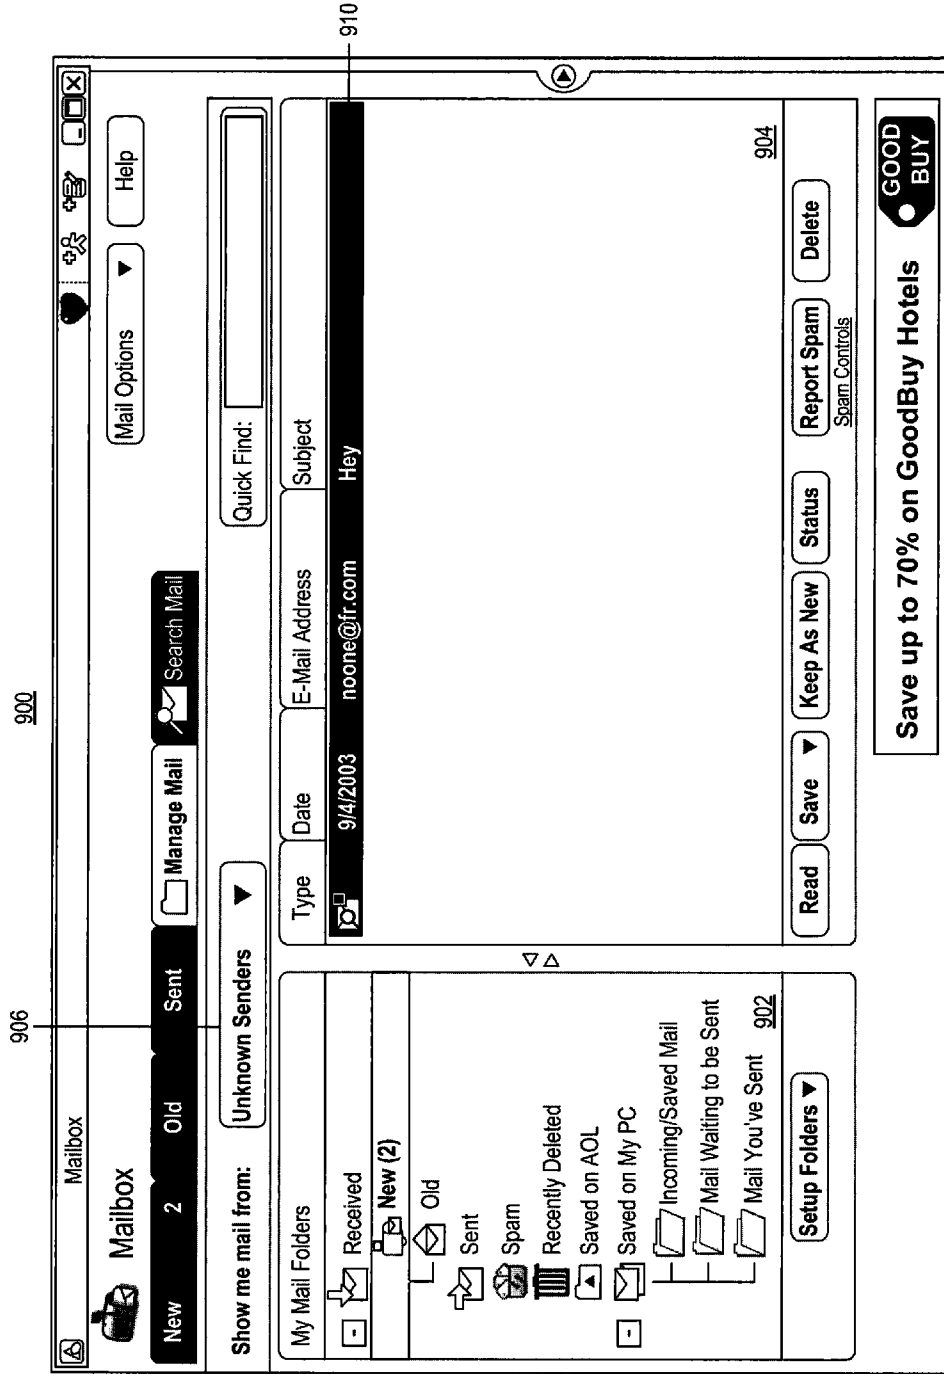 900
906
910
Mailbox
Mailbox
Mail Options ▼
Help
New 2
Old
Sent
Manage Mail
Search Mail
Show me mail from:
Unknown Senders ▼
Quick Find:
My Mail Folders
Received
New (2)
Old
Sent
Spam
Recently Deleted
Saved on AOL
Saved on My PC
Incoming/Saved Mail
Mail Waiting to be Sent
Mail You've Sent
902
Setup Folders ▼
Type Date E-Mail Address Subject
9/4/2003 noone@fr.com Hey
904
Read
Save ▼
Keep As New
Status
Report Spam
Delete
Spam Controls
Save up to 70% on GoodBuy Hotels
GOOD
BUY